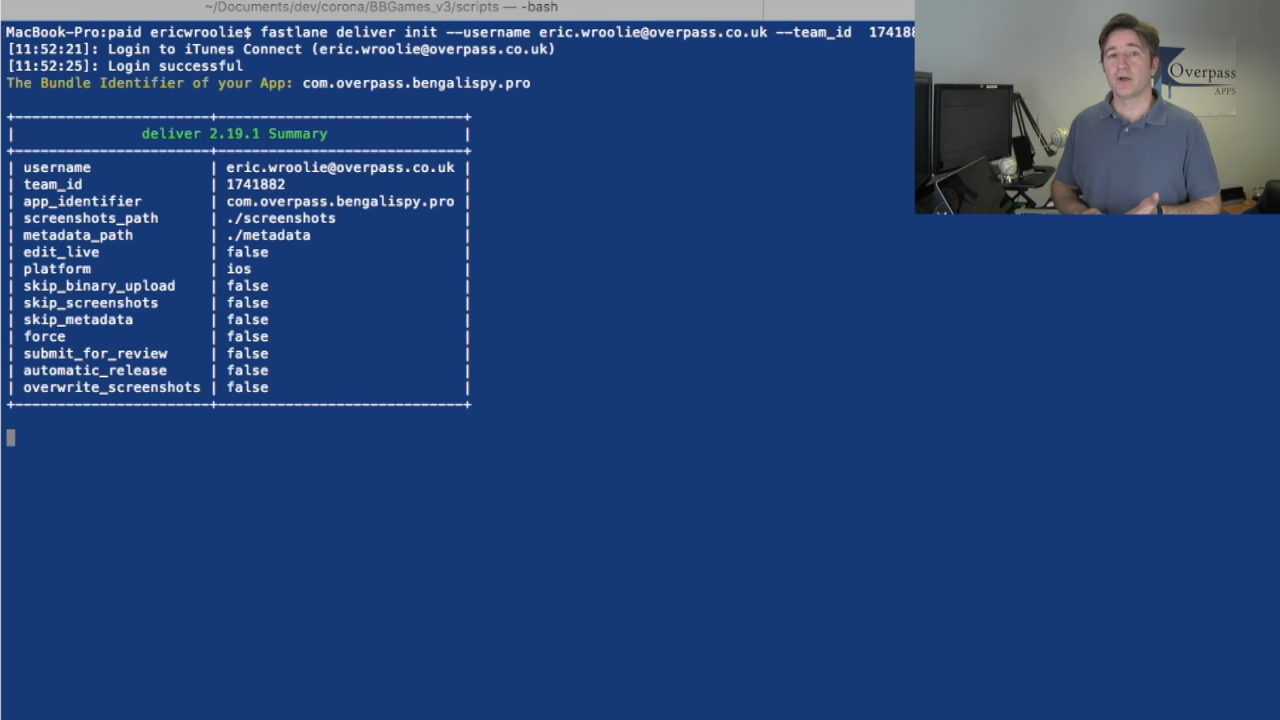 ~/Documents/dev/corona/BBGames_v3/scripts — -bash
MacBook-Pro:paid ericwroolie$ fastlane deliver init --username eric.wroolie@overpass.co.uk --team_id 17418
[11:52:21]: Login to iTunes Connect (eric.wroolie@overpass.co.uk)
[11:52:25]: Login successful
The Bundle Identifier of your App: com.overpass.bengalispy.pro
deliver 2.19.1 Summary
username | eric.wroolie@overpass.co.uk
team_id | 1741882
app_identifier | com.overpass.bengalispy.pro
screenshots_path | ./screenshots
metadata_path | ./metadata
edit_live | false
platform | ios
skip_binary_upload | false
skip_screenshots | false
skip_metadata | false
force | false
submit_for_review | false
automatic_release | false
overwrite_screenshots | false
Overpass
APPS